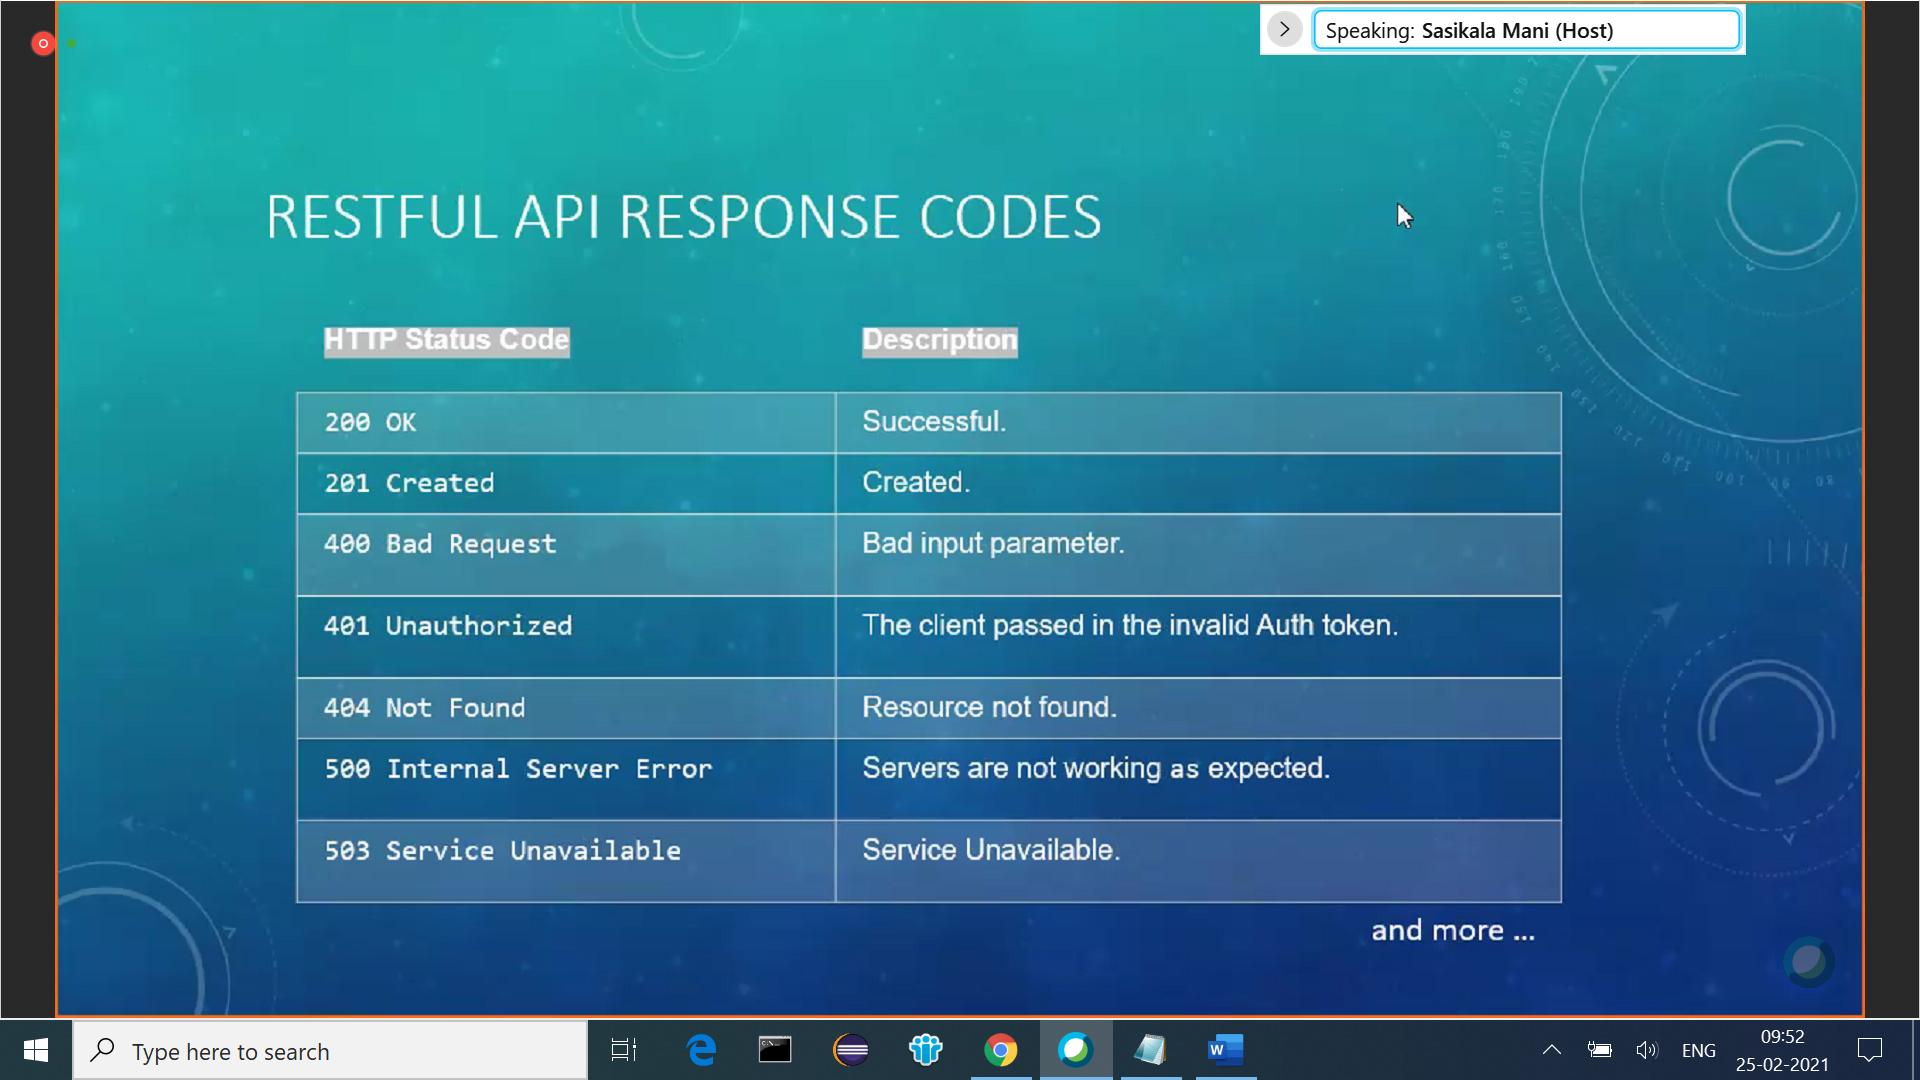 Speaking: Sasikala Mani (Host)
RESTFUL API RESPONSE CODES
HTTP Status Code Description
200 OK Successful.
201 Created Created.
400 Bad Request Bad input parameter.
401 Unauthorized The client passed in the invalid Auth token.
404 Not Found Resource not found.
500 Internal Server Error Servers are not working as expected.
503 Service Unavailable Service Unavailable.
and more ...
Type here to search
ENG
09:52
25-02-2021